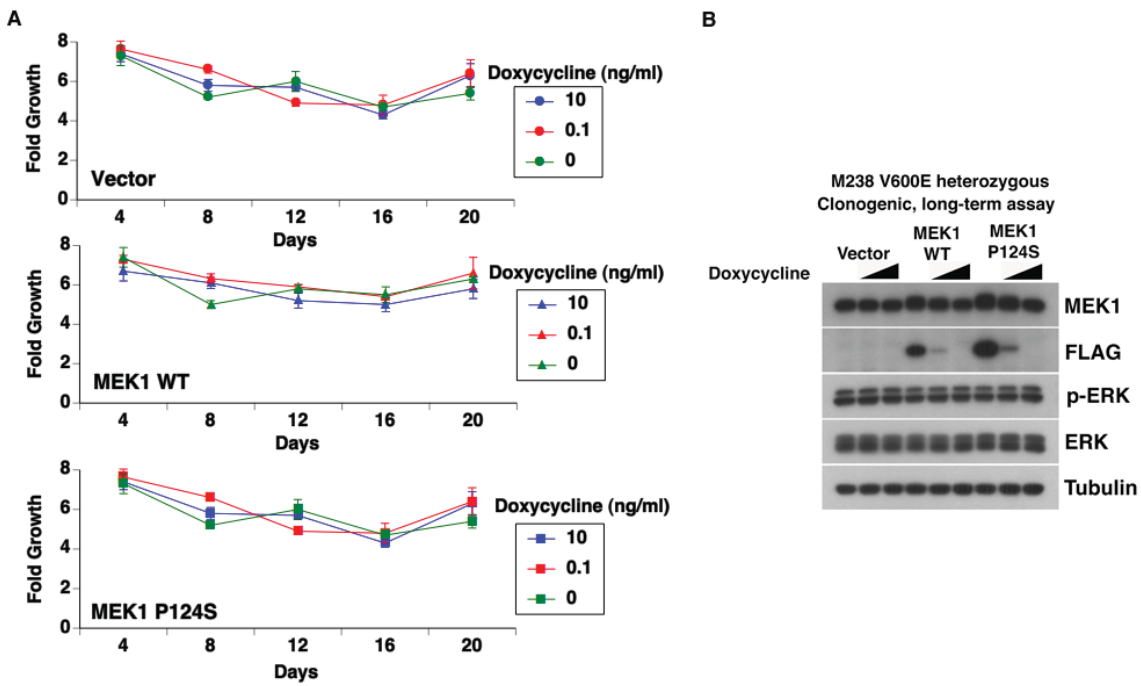 A
8
6
4
2
0
Fold Growth
Vector
4 8 12 16 20
Days
Doxycycline (ng/ml)
10
0.1
0
8
6
4
2
0
Fold Growth
MEK1 WT
4 8 12 16 20
Days
Doxycycline (ng/ml)
10
0.1
0
8
6
4
2
0
Fold Growth
MEK1 P124S
4 8 12 16 20
Days
Doxycycline (ng/ml)
10
0.1
0
B
M238 V600E heterozygous
Clonogenic, long-term assay
Vector
MEK1
WT
MEK1
P124S
Doxycycline
MEK1
FLAG
p-ERK
ERK
Tubulin